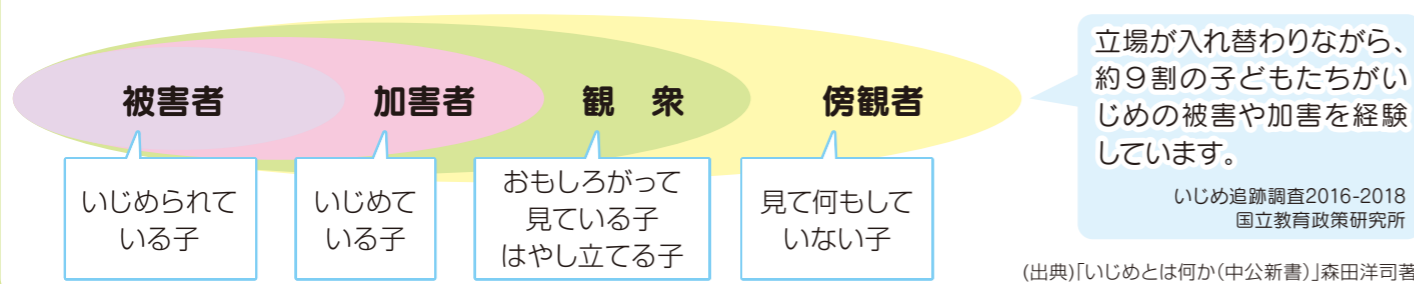 被害者
加害者
観 衆
傍観者
いじめられて
いる子
いじめて
いる子
おもしろがって
見ている子
はやし立てる子
見て何もして
いない子
立場が入れ替わりながら、
約9割の子どもたちがい
じめの被害や加害を経験
しています。
いじめ追跡調査2016-2018
国立教育政策研究所
(出典)「いじめとは何か(中公新書)」森田洋司著